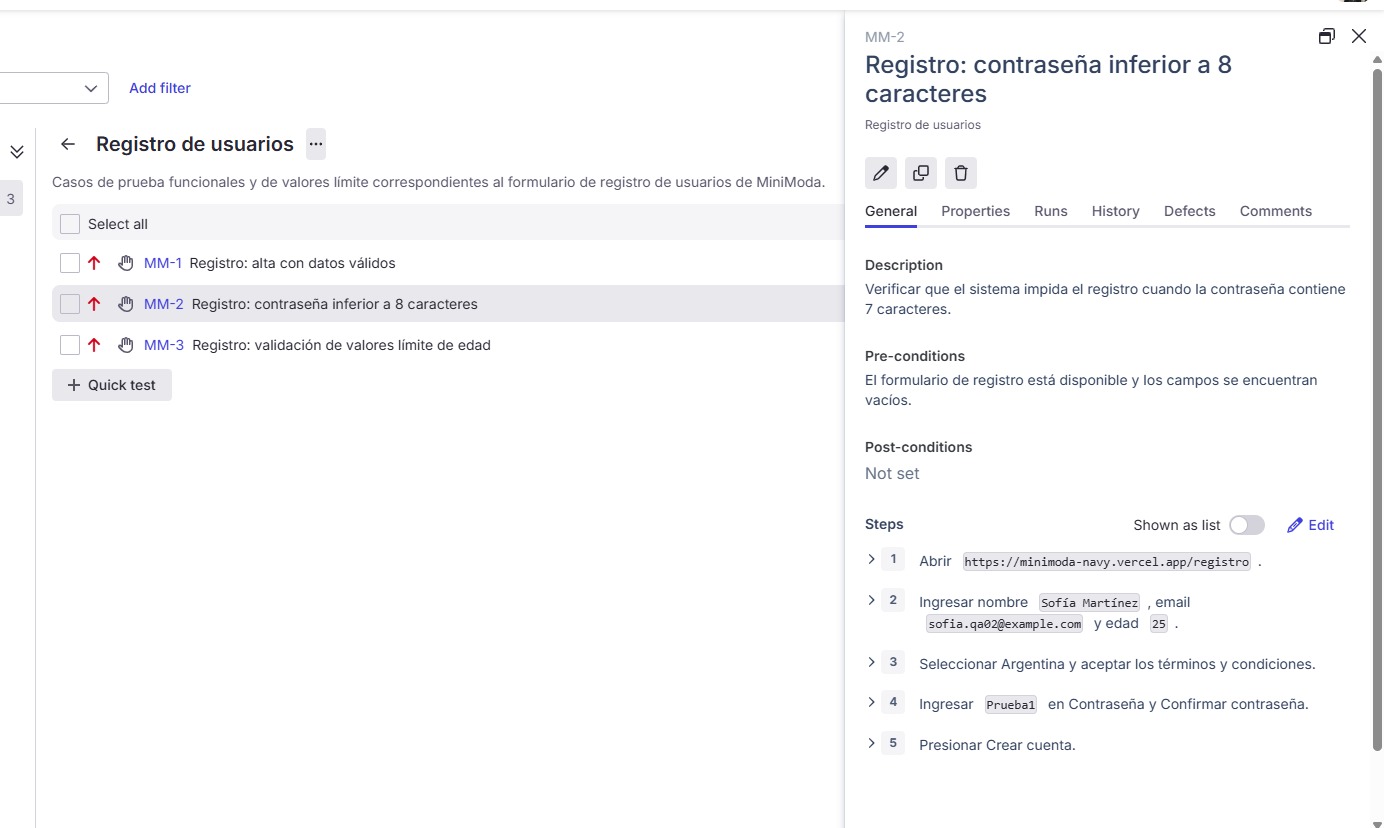 Add filter
3
Registro de usuarios
Casos de prueba funcionales y de valores límite correspondientes al formulario de registro de usuarios de MiniModa.
Select all
MM-1 Registro: alta con datos válidos
MM-2 Registro: contraseña inferior a 8 caracteres
MM-3 Registro: validación de valores límite de edad
+ Quick test
MM-2
Registro: contraseña inferior a 8
caracteres
Registro de usuarios
General Properties Runs History Defects Comments
Description
Verificar que el sistema impida el registro cuando la contraseña contiene
7 caracteres.
Pre-conditions
El formulario de registro está disponible y los campos se encuentran
vacíos.
Post-conditions
Not set
Steps Shown as list Edit
1 Abrir https://minimoda-navy.vercel.app/registro .
2 Ingresar nombre Sofía Martínez , email
sofia.qa02@example.com y edad 25 .
3 Seleccionar Argentina y aceptar los términos y condiciones.
4 Ingresar Prueba1 en Contraseña y Confirmar contraseña.
5 Presionar Crear cuenta.